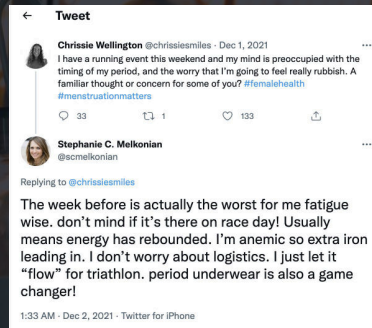 ← Tweet
Chrissie Wellington @chrissiesmiles · Dec 1, 2021 ...
I have a running event this weekend and my mind is preoccupied with the
timing of my period, and the worry that I'm going to feel really rubbish. A
familiar thought or concern for some of you? #femalehealth
#menstruationmatters
33 1 133
Stephanie C. Melkonian ...
@scmelkonian
Replying to @chrissiesmiles
The week before is actually the worst for me fatigue
wise. don't mind if it's there on race day! Usually
means energy has rebounded. I'm anemic so extra iron
leading in. I don't worry about logistics. I just let it
“flow” for triathlon. period underwear is also a game
changer!
1:33 AM · Dec 2, 2021 · Twitter for iPhone